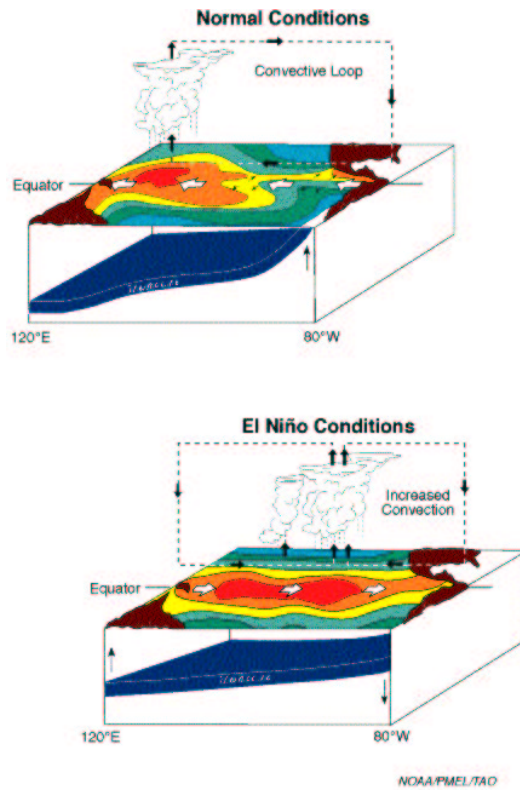 Normal Conditions
Convective Loop
Equator
120°E
80°W
El Niño Conditions
Increased
Convection
Equator
120°E
80°W
NOAA/PMEL/TAO